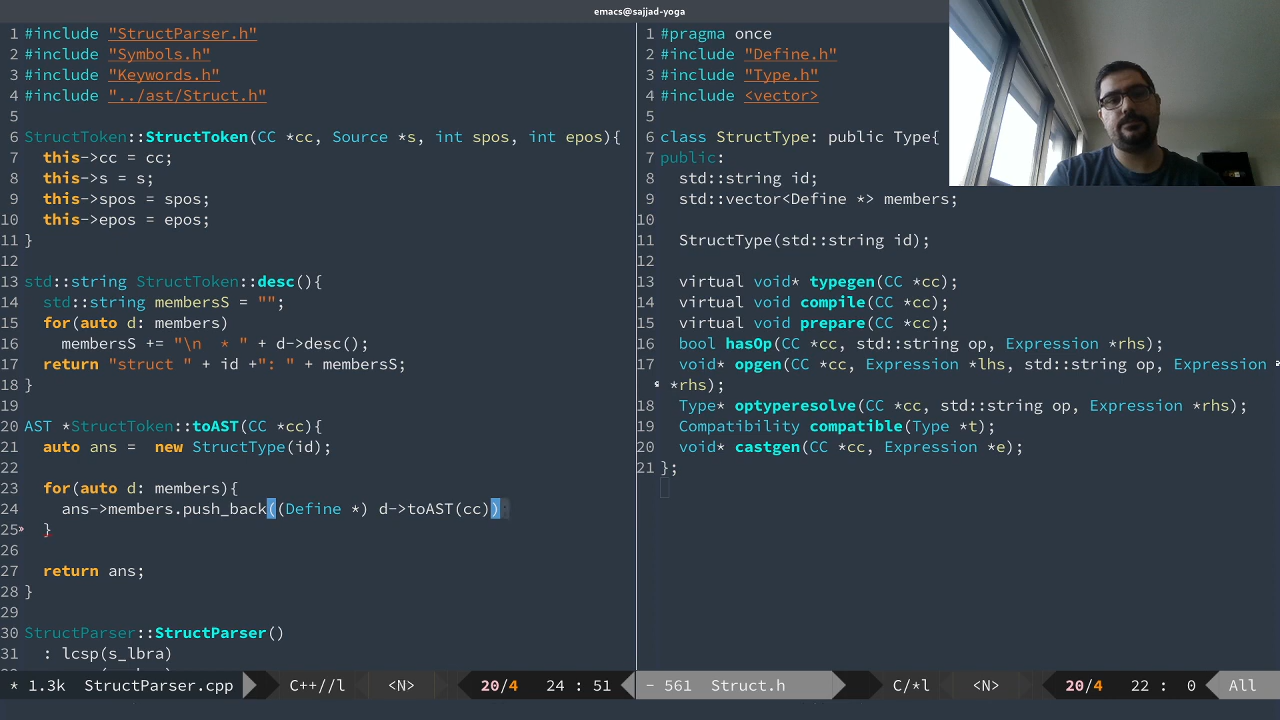 emacs@sajjad-yoga
1 #include "StructParser.h"
2 #include "Symbols.h"
3 #include "Keywords.h"
4 #include "../ast/Struct.h"
5
6 StructToken::StructToken(CC *cc, Source *s, int spos, int epos){
7   this->cc = cc;
8   this->s = s;
9   this->spos = spos;
10   this->epos = epos;
11 }
12
13 std::string StructToken::desc(){
14   std::string membersS = "";
15   for(auto d: members)
16     membersS += "\n  * " + d->desc();
17   return "struct " + id +": " + membersS;
18 }
19
20 AST *StructToken::toAST(CC *cc){
21   auto ans =  new StructType(id);
22
23   for(auto d: members){
24     ans->members.push_back((Define *) d->toAST(cc))
25   }
26
27   return ans;
28 }
29
30 StructParser::StructParser()
31   : lcsp(s_lbra)
* 1.3k StructParser.cpp C++//l <N> 20/4 24 : 51
1 #pragma once
2 #include "Define.h"
3 #include "Type.h"
4 #include <vector>
5
6 class StructType: public Type{
7 public:
8   std::string id;
9   std::vector<Define *> members;
10
11   StructType(std::string id);
12
13   virtual void* typegen(CC *cc);
14   virtual void compile(CC *cc);
15   virtual void prepare(CC *cc);
16   bool hasOp(CC *cc, std::string op, Expression *rhs);
17   void* opgen(CC *cc, Expression *lhs, std::string op, Expression
*rhs);
18   Type* optyperesolve(CC *cc, std::string op, Expression *rhs);
19   Compatibility compatible(Type *t);
20   void* castgen(CC *cc, Expression *e);
21 };
- 561 Struct.h C/*l <N> 20/4 22 : 0 All